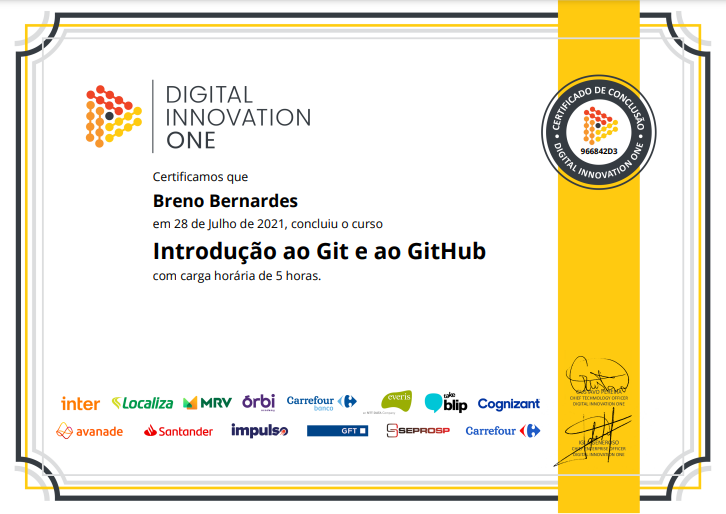 DIGITAL
INNOVATION
ONE
CERTIFICADO DE CONCLUSÃO
966842D3
DIGITAL INNOVATION ONE
Certificamos que
Breno Bernardes
em 28 de Julho de 2021, concluiu o curso
Introdução ao Git e ao GitHub
com carga horária de 5 horas.
inter Localiza MRV órbi Carrefour banco everis take blip Cognizant
avanade Santander impulso GFT SEPROSP Carrefour
CHIEF TECHNOLOGY OFFICER
DIGITAL INNOVATION ONE
CHIEF ENTERPRISE OFFICER
DIGITAL INNOVATION ONE